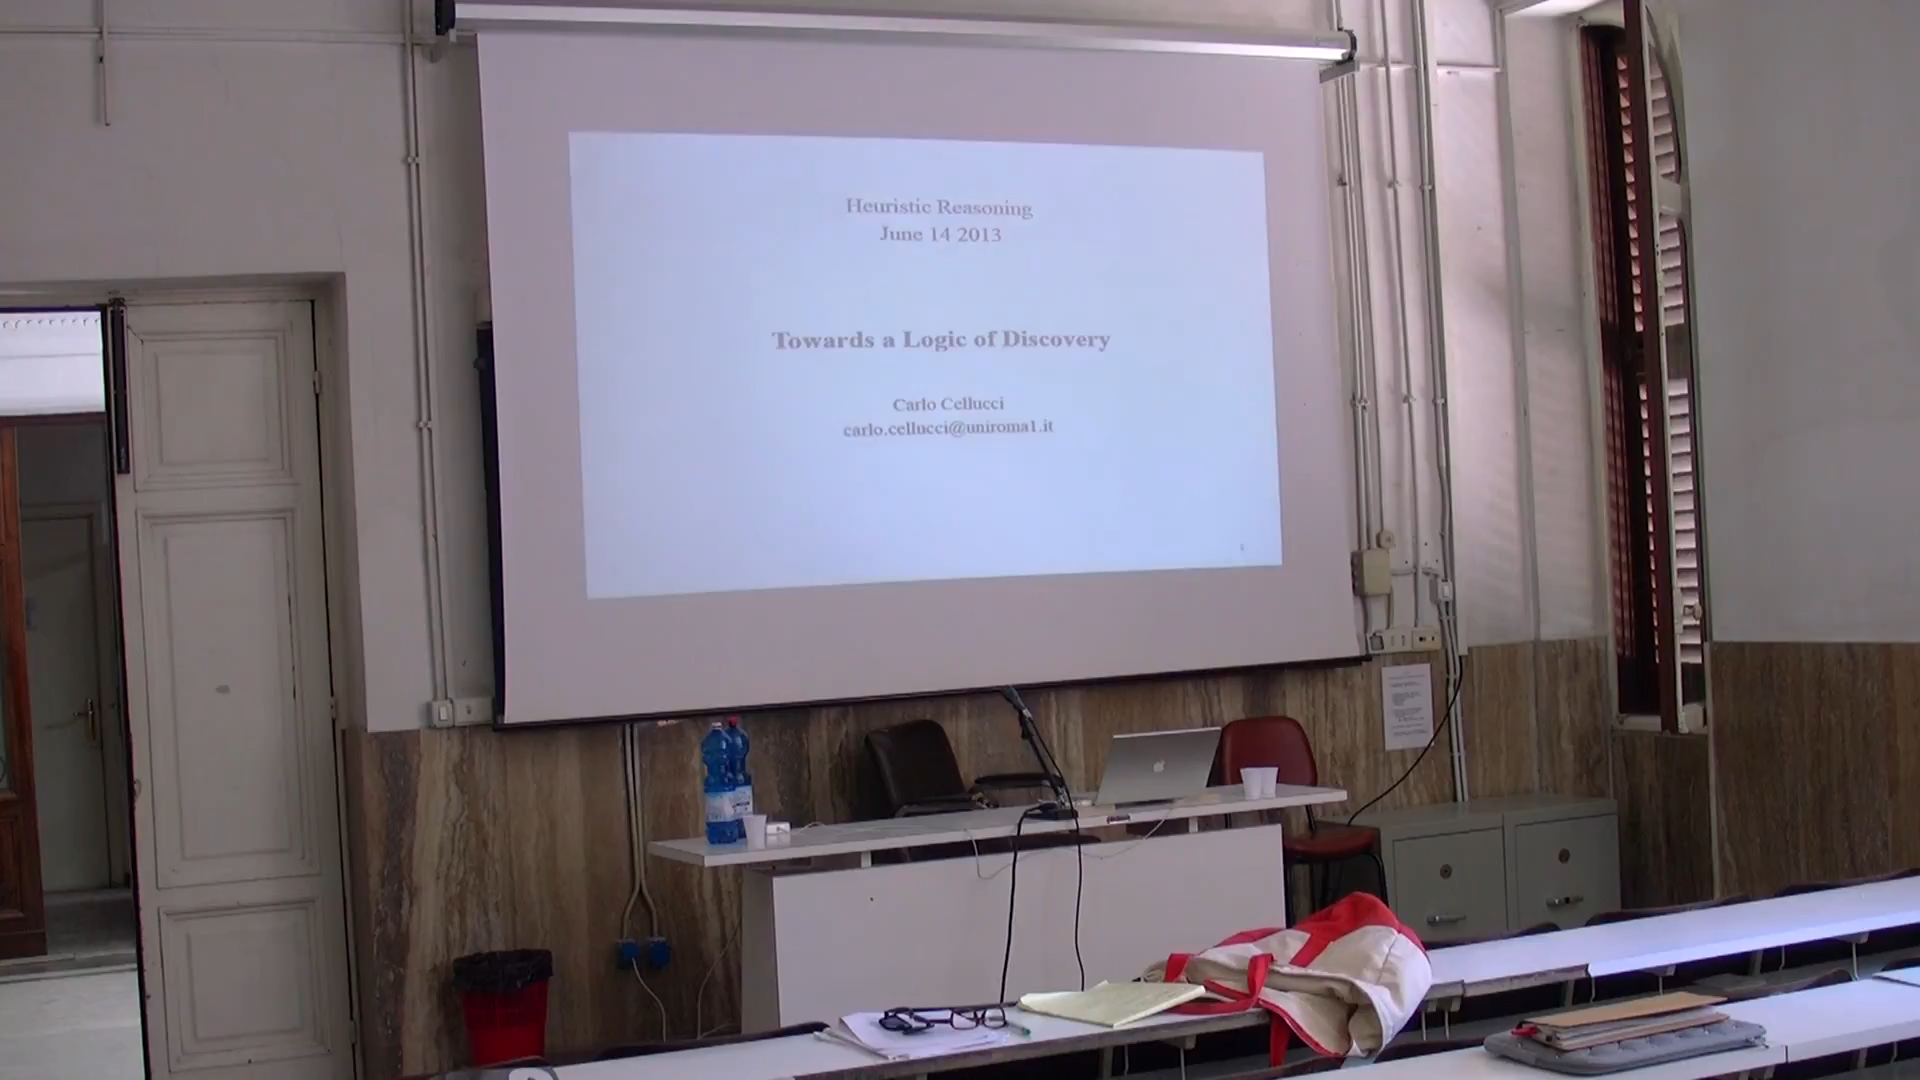 Heuristic Reasoning
June 14 2013
Towards a Logic of Discovery
Carlo Cellucci
carlo.cellucci@uniroma1.it